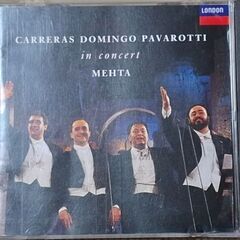 LONDON
CARRERAS DOMINGO PAVAROTTI
in concert
MEHTA